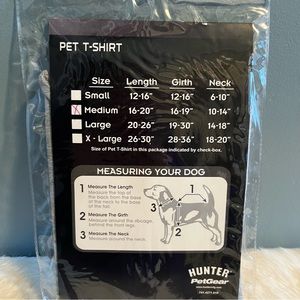 PET T-SHIRT
Size Length Girth Neck
Small 12-16" 12-16" 6-10"
Medium 16-20" 16-19" 10-14"
Large 20-26" 19-30" 14-18"
X - Large 26-30" 28-36" 18-20"
Size of Pet T-Shirt in this package indicated by check-box.
MEASURING YOUR DOG
1 Measure The Length
Measure the top of
the back from the base
of the neck to the base
of the tail.
2 Measure The Girth
Measure around the ribcage
behind the front legs.
3 Measure The Neck
Measure around the neck.
1
2
3
HUNTER
PetGear